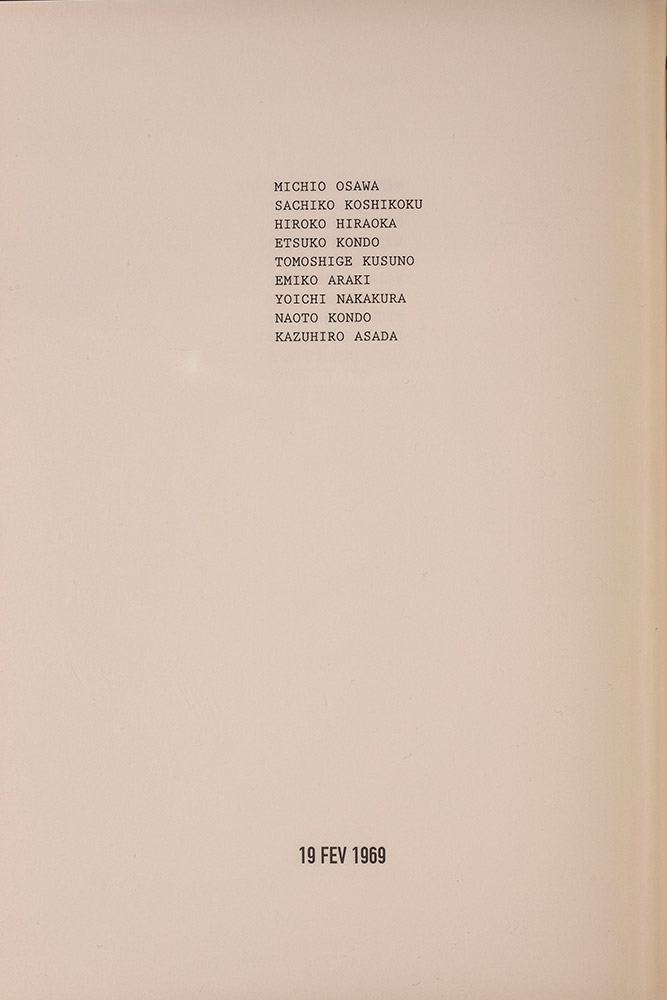 MICHIO OSAWA
SACHIKO KOSHIKOKU
HIROKO HIRAOKA
ETSUKO KONDO
TOMOSHIGE KUSUNO
EMIKO ARAKI
YOICHI NAKAKURA
NAOTO KONDO
KAZUHIRO ASADA
19 FEV 1969